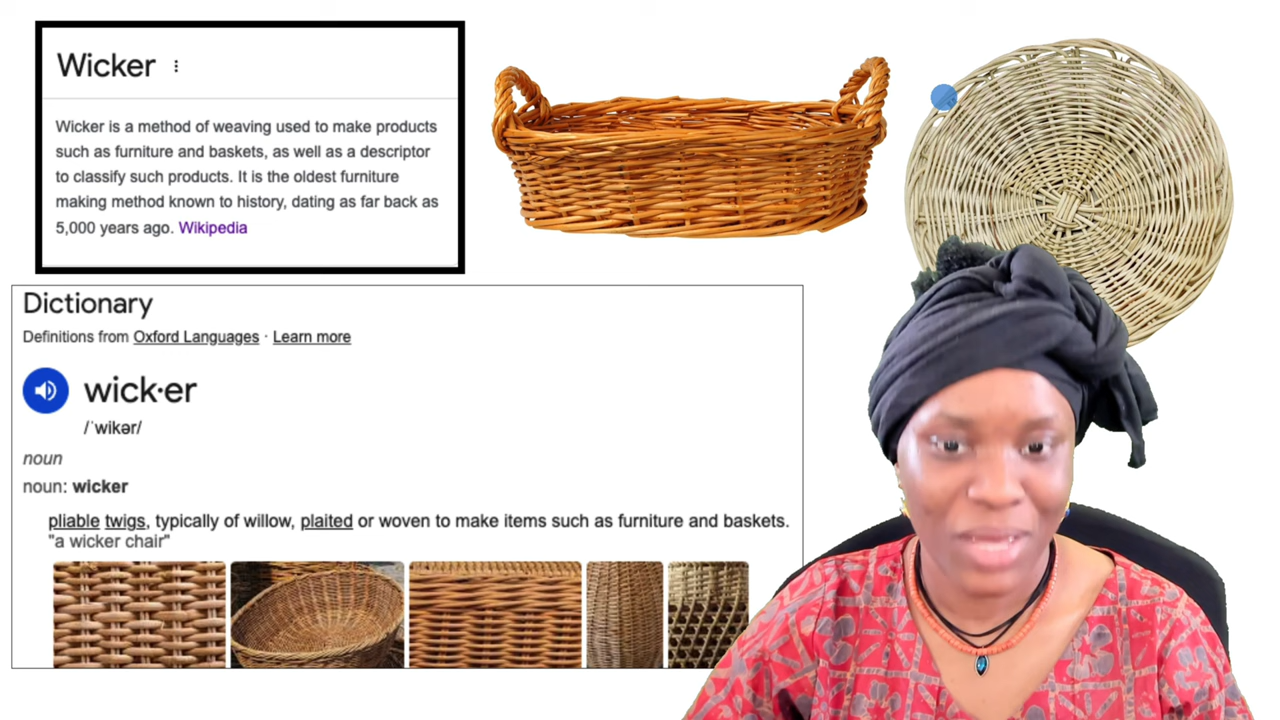 Wicker
Wicker is a method of weaving used to make products
such as furniture and baskets, as well as a descriptor
to classify such products. It is the oldest furniture
making method known to history, dating as far back as
5,000 years ago. Wikipedia
Dictionary
Definitions from Oxford Languages · Learn more
wick·er
/ˈwikər/
noun
noun: wicker
pliable twigs, typically of willow, plaited or woven to make items such as furniture and baskets.
"a wicker chair"